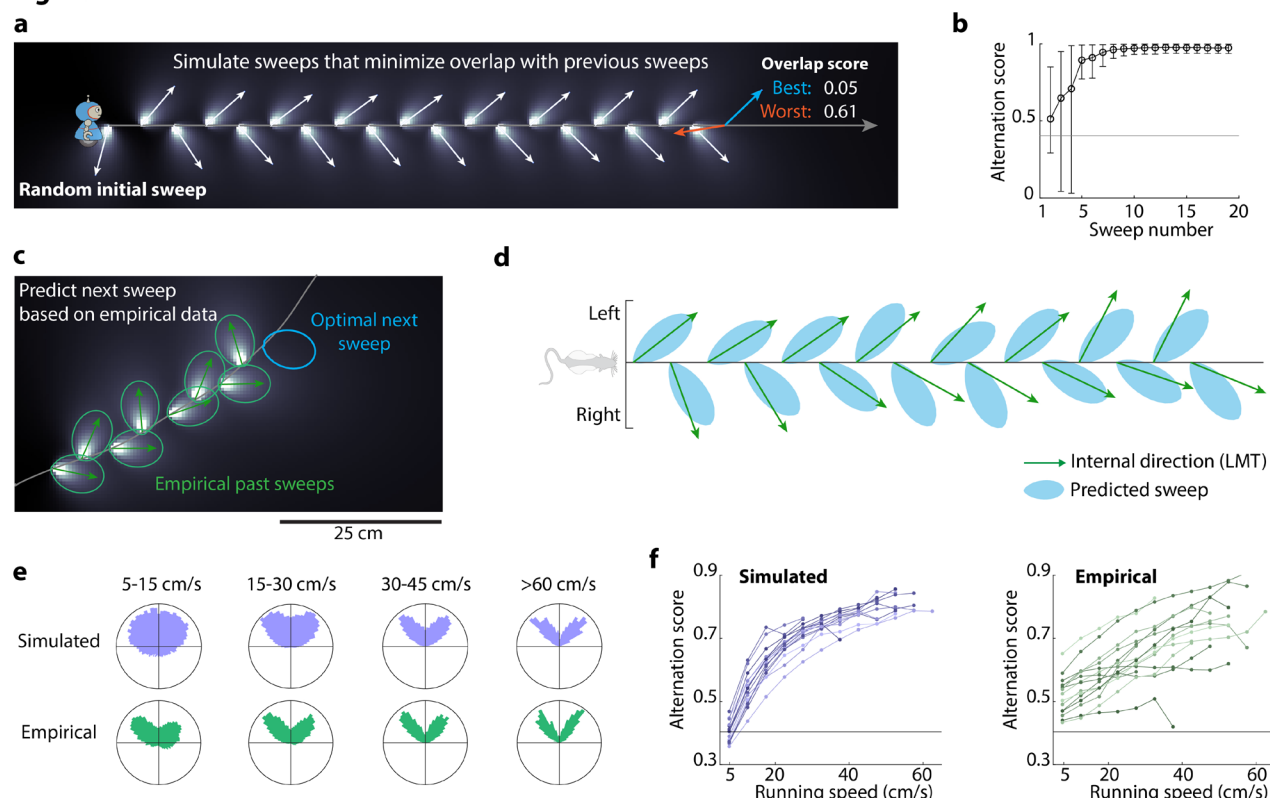 a
Simulate sweeps that minimize overlap with previous sweeps
Overlap score
Best: 0.05
Worst: 0.61
Random initial sweep
b
Alternation score
1
0.5
0
1 5 10 15 20
Sweep number
c
Predict next sweep
based on empirical data
Optimal next
sweep
Empirical past sweeps
25 cm
d
Left
Right
Internal direction (LMT)
Predicted sweep
e
5-15 cm/s 15-30 cm/s 30-45 cm/s >60 cm/s
Simulated
Empirical
f
Simulated
Alternation score
0.9
0.7
0.5
0.3
5 20 40 60
Running speed (cm/s)
Empirical
Alternation score
0.9
0.7
0.5
0.3
5 20 40 60
Running speed (cm/s)